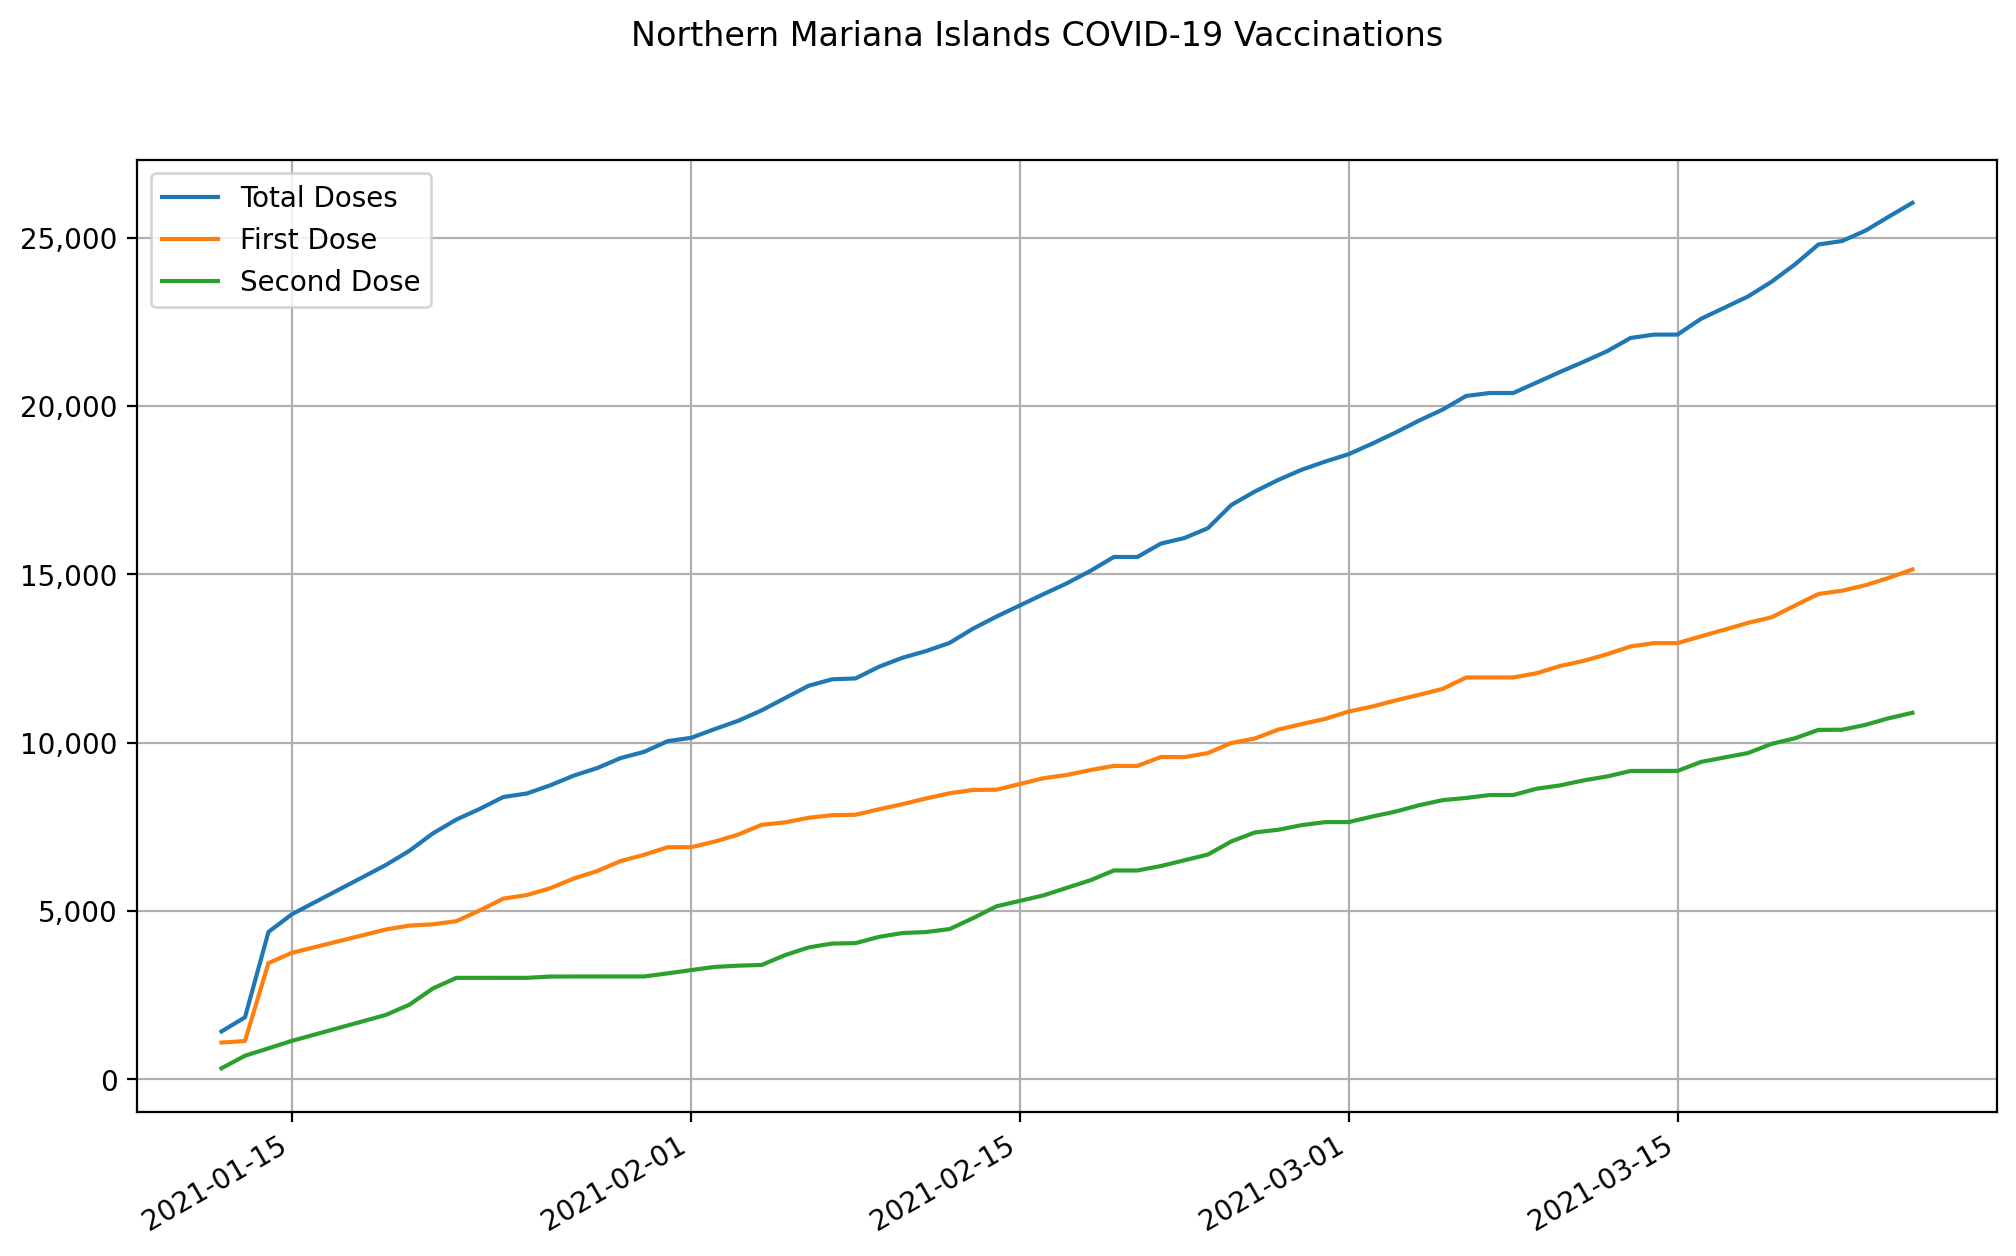 Northern Mariana Islands COVID-19 Vaccinations
Total Doses
First Dose
Second Dose
25,000
20,000
15,000
10,000
5,000
0
2021-01-15
2021-02-01
2021-02-15
2021-03-01
2021-03-15